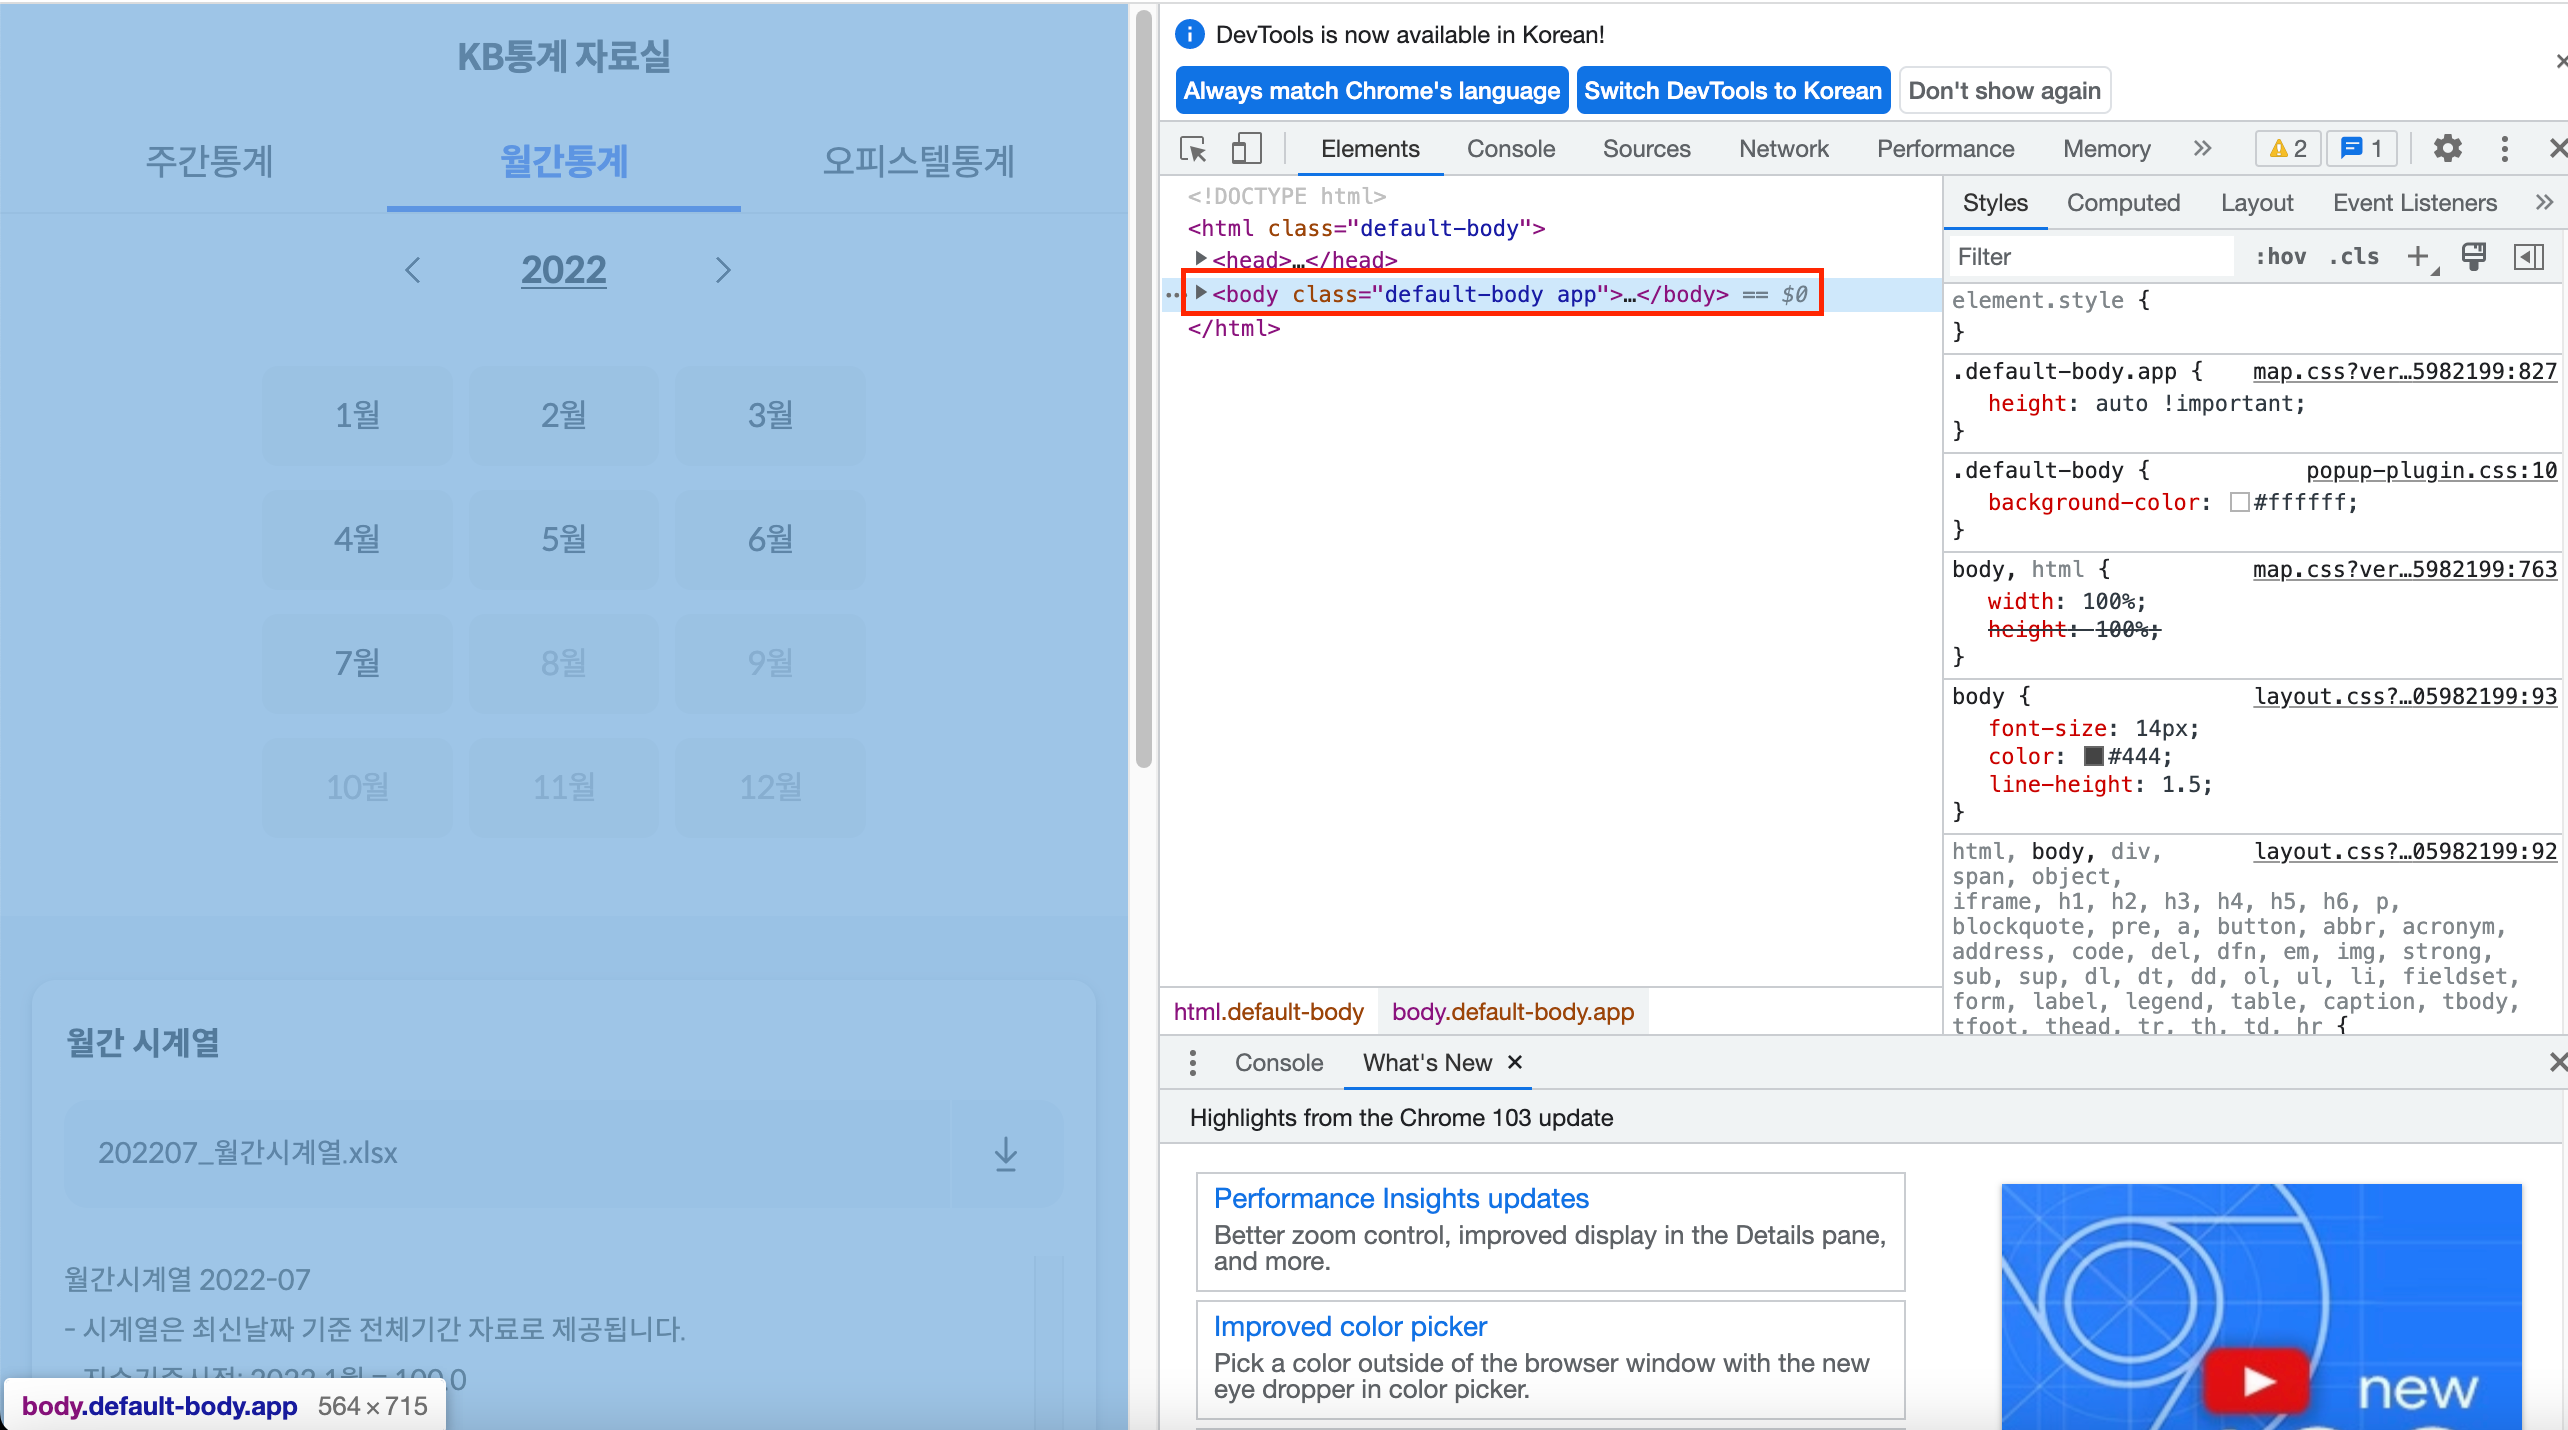 KB통계 자료실
주간통계 월간통계 오피스텔통계
2022
1월 2월 3월
4월 5월 6월
7월 8월 9월
10월 11월 12월
월간 시계열
202207_월간시계열.xlsx
월간시계열 2022-07
- 시계열은 최신날짜 기준 전체기간 자료로 제공됩니다.
body.default-body.app 564×715
DevTools is now available in Korean!
Always match Chrome's language Switch DevTools to Korean Don't show again
Elements Console Sources Network Performance Memory 2 1
<!DOCTYPE html>
<html class="default-body">
<head>…</head>
<body class="default-body app">…</body> == $0
</html>
html.default-body body.default-body.app
Styles Computed Layout Event Listeners
Filter :hov .cls
element.style {
}
.default-body.app { map.css?ver…5982199:827
height: auto !important;
}
.default-body { popup-plugin.css:10
background-color: #ffffff;
}
body, html { map.css?ver…5982199:763
width: 100%;
height: 100%;
}
body { layout.css?…05982199:93
font-size: 14px;
color: #444;
line-height: 1.5;
}
html, body, div, layout.css?…05982199:92
span, object,
iframe, h1, h2, h3, h4, h5, h6, p,
blockquote, pre, a, button, abbr, acronym,
address, code, del, dfn, em, img, strong,
sub, sup, dl, dt, dd, ol, ul, li, fieldset,
form, label, legend, table, caption, tbody,
tfoot, thead, tr, th, td, hr {
Console What's New
Highlights from the Chrome 103 update
Performance Insights updates
Better zoom control, improved display in the Details pane,
and more.
Improved color picker
Pick a color outside of the browser window with the new
eye dropper in color picker.
new